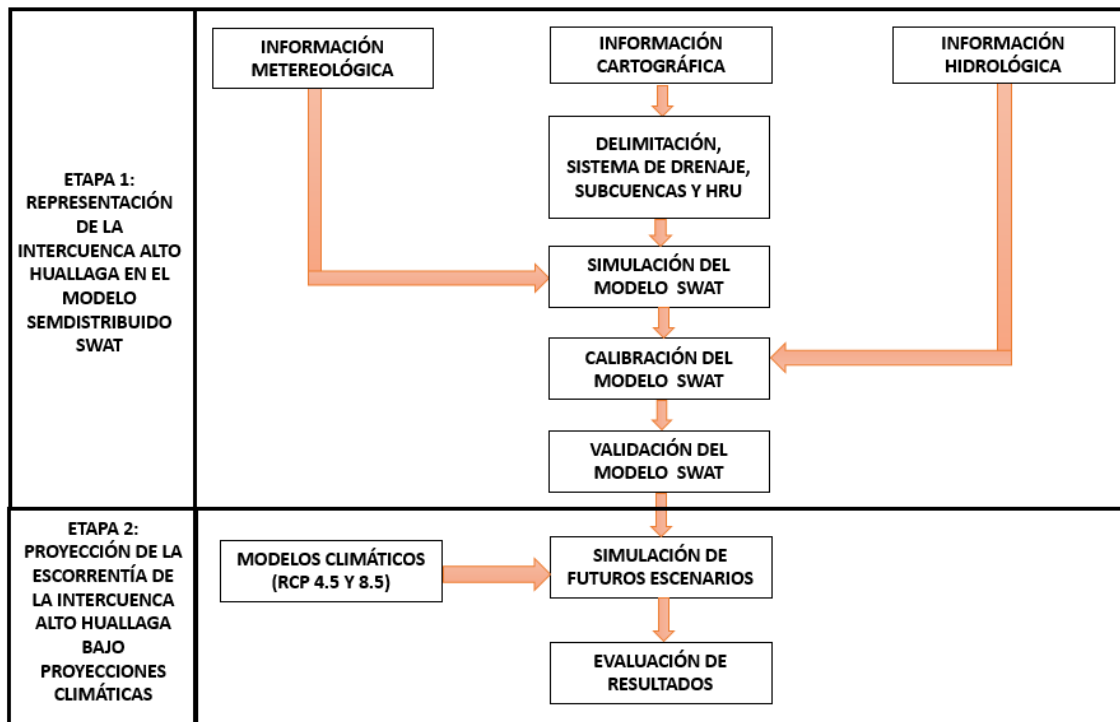 INFORMACIÓN
METEREOLÓGICA
INFORMACIÓN
CARTOGRÁFICA
INFORMACIÓN
HIDROLÓGICA
DELIMITACIÓN,
SISTEMA DE DRENAJE,
SUBCUENCAS Y HRU
ETAPA 1:
REPRESENTACIÓN
DE LA
INTERCUENCA ALTO
HUALLAGA EN EL
MODELO
SEMDISTRIBUIDO
SWAT
SIMULACIÓN DEL
MODELO SWAT
CALIBRACIÓN DEL
MODELO SWAT
VALIDACIÓN DEL
MODELO SWAT
ETAPA 2:
PROYECCIÓN DE LA
ESCORRENTÍA DE
LA INTERCUENCA
ALTO HUALLAGA
BAJO
PROYECCIONES
CLIMÁTICAS
MODELOS CLIMÁTICOS
(RCP 4.5 Y 8.5)
SIMULACIÓN DE
FUTUROS ESCENARIOS
EVALUACIÓN DE
RESULTADOS